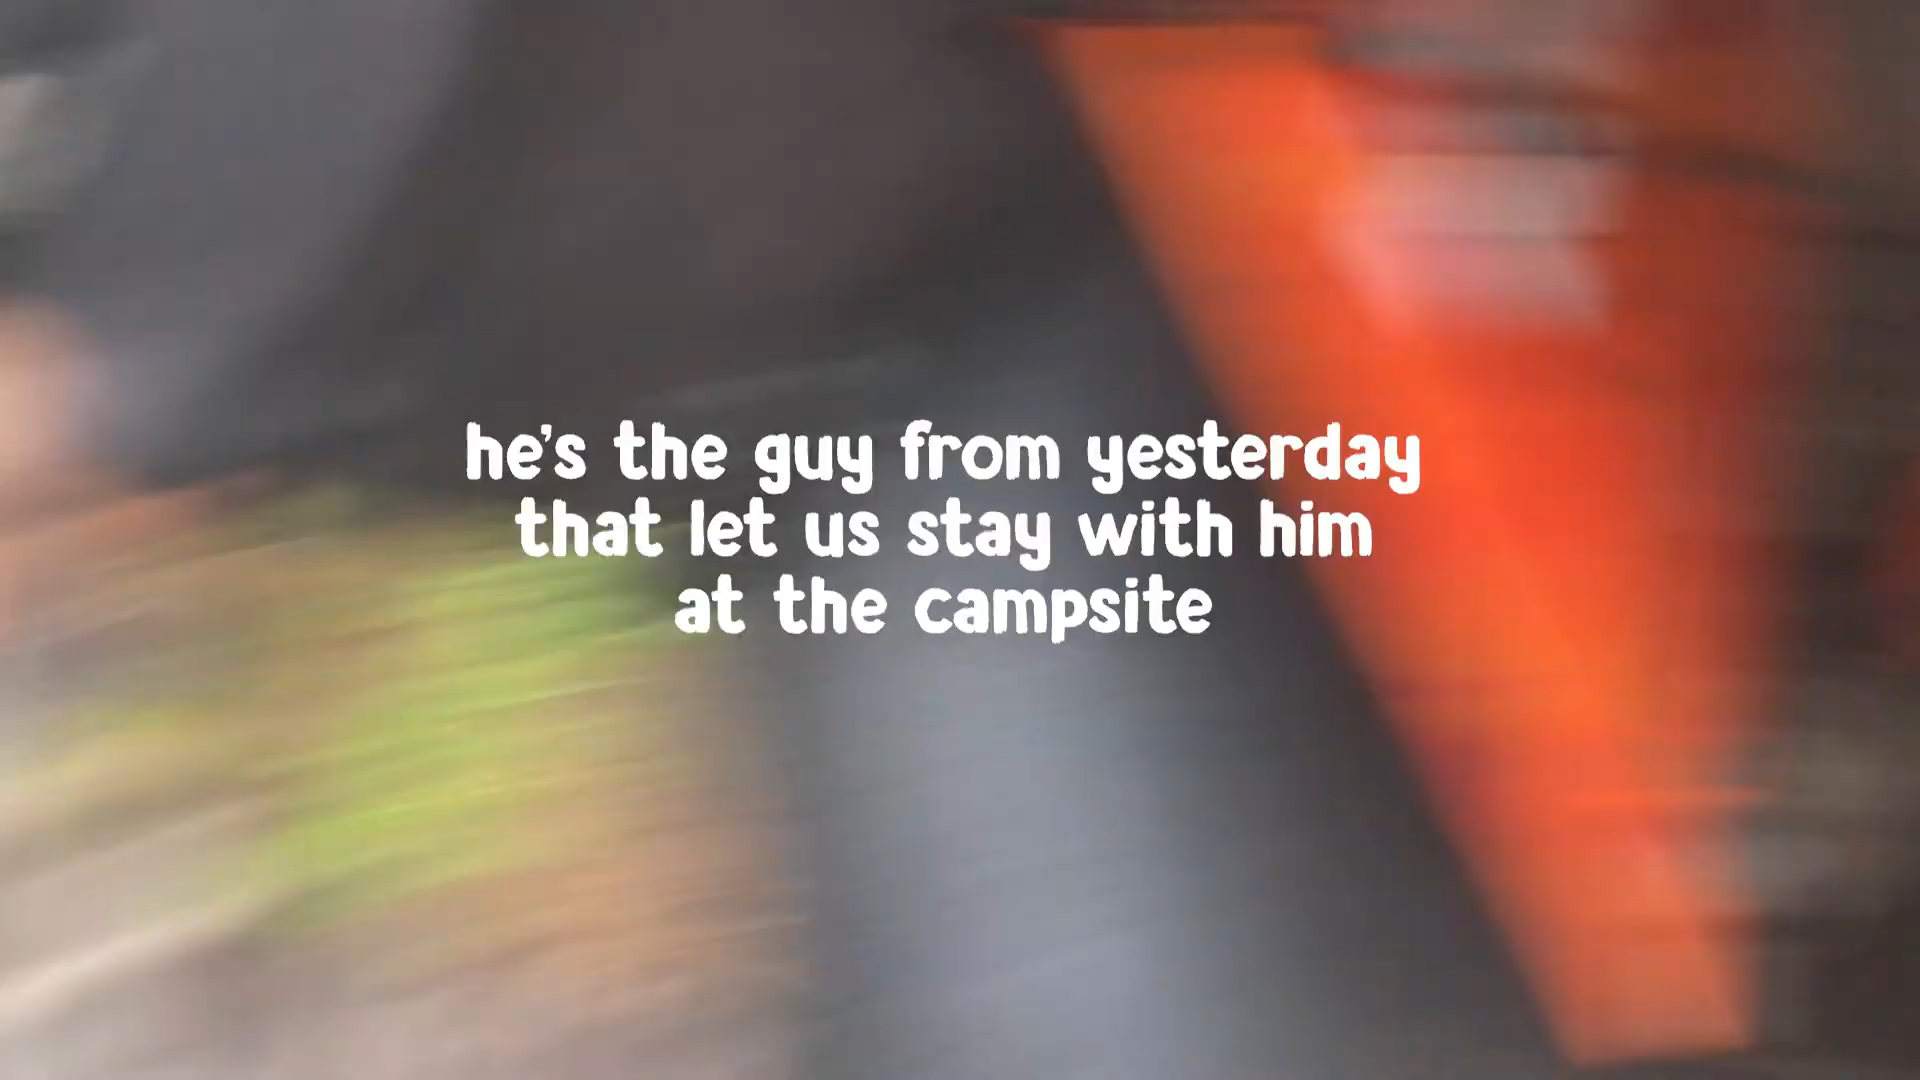 he's the guy from yesterday
that let us stay with him
at the campsite